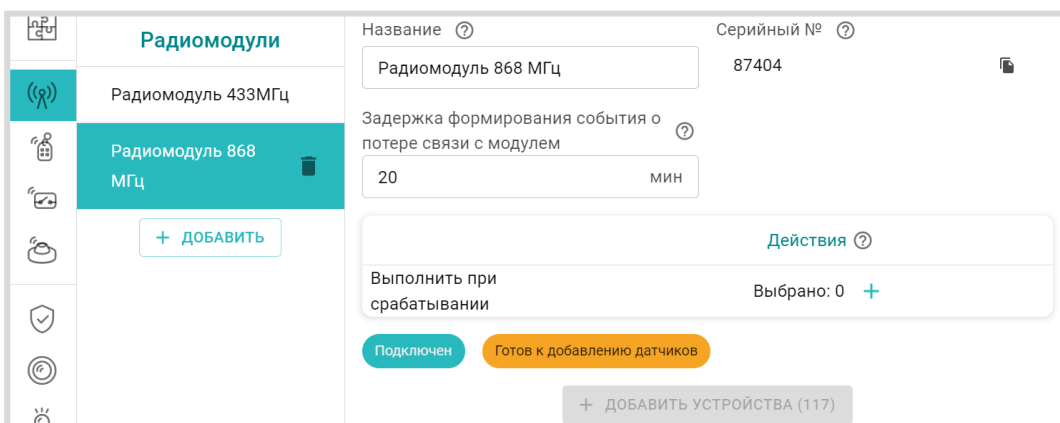 Радиомодули
Радиомодуль 433МГц
Радиомодуль 868
МГц
+ ДОБАВИТЬ
Название ?
Радиомодуль 868 МГц
Серийный № ?
87404
Задержка формирования события о
потере связи с модулем ?
20 мин
Действия ?
Выполнить при
срабатывании
Выбрано: 0 +
Подключен
Готов к добавлению датчиков
+ ДОБАВИТЬ УСТРОЙСТВА (117)